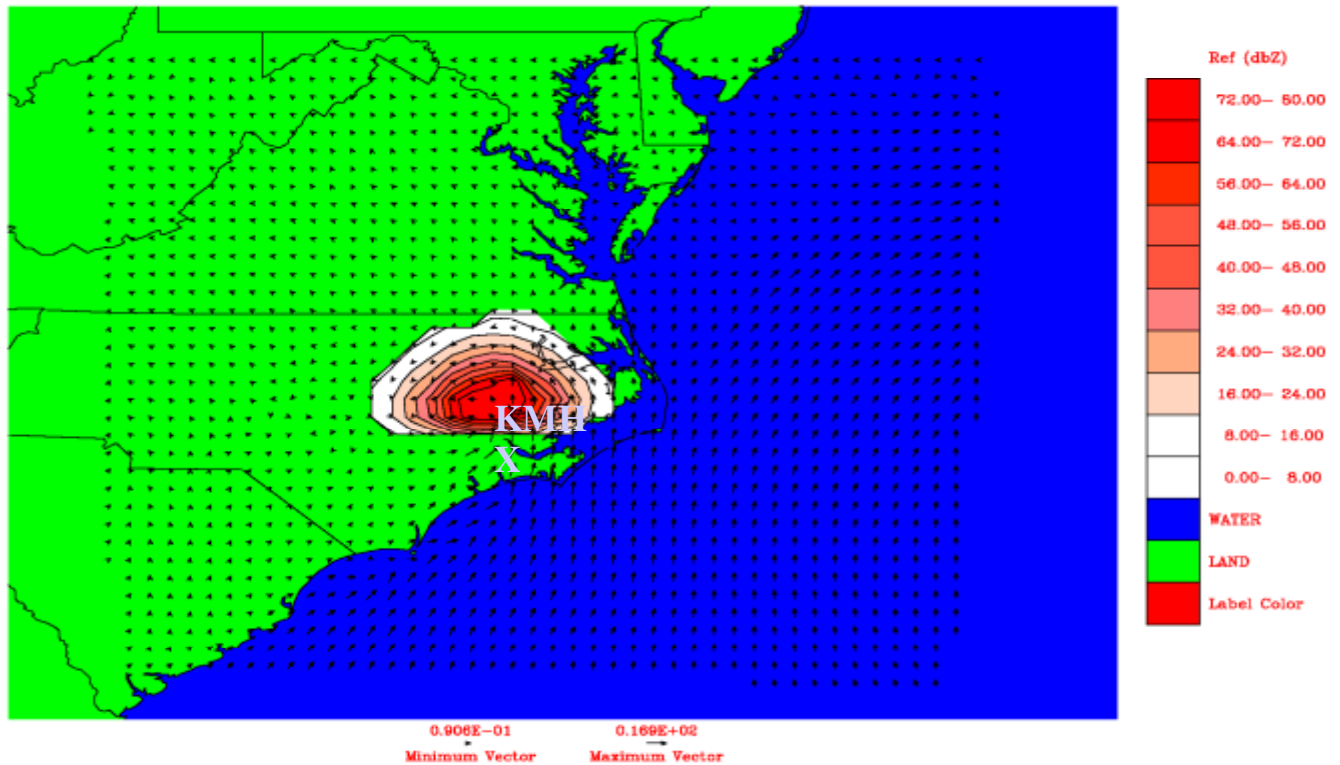 Ref (dbZ)
72.00— 80.00
64.00— 72.00
56.00— 64.00
48.00— 56.00
40.00— 48.00
32.00— 40.00
24.00— 32.00
16.00— 24.00
8.00— 16.00
0.00— 8.00
WATER
LAND
Label Color
KMH
X
0.906E−01
Minimum Vector
0.169E+02
Maximum Vector